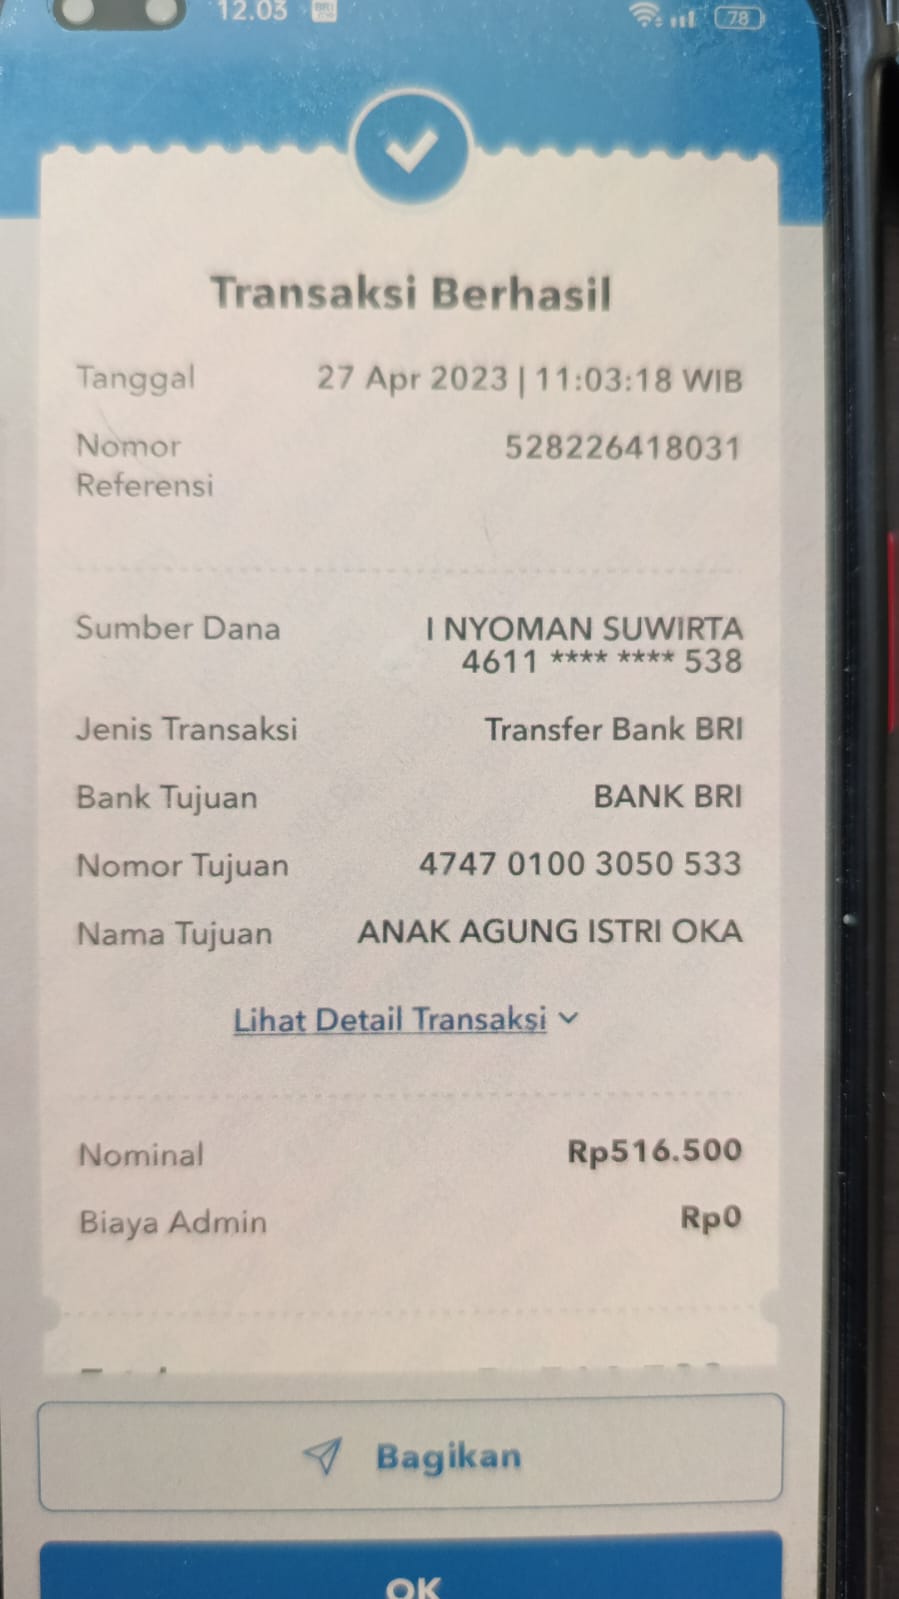 12.03 BRI 78
Transaksi Berhasil
Tanggal 27 Apr 2023 | 11:03:18 WIB
Nomor Referensi 528226418031
Sumber Dana I NYOMAN SUWIRTA
4611 **** **** 538
Jenis Transaksi Transfer Bank BRI
Bank Tujuan BANK BRI
Nomor Tujuan 4747 0100 3050 533
Nama Tujuan ANAK AGUNG ISTRI OKA
Lihat Detail Transaksi
Nominal Rp516.500
Biaya Admin Rp0
Bagikan
OK